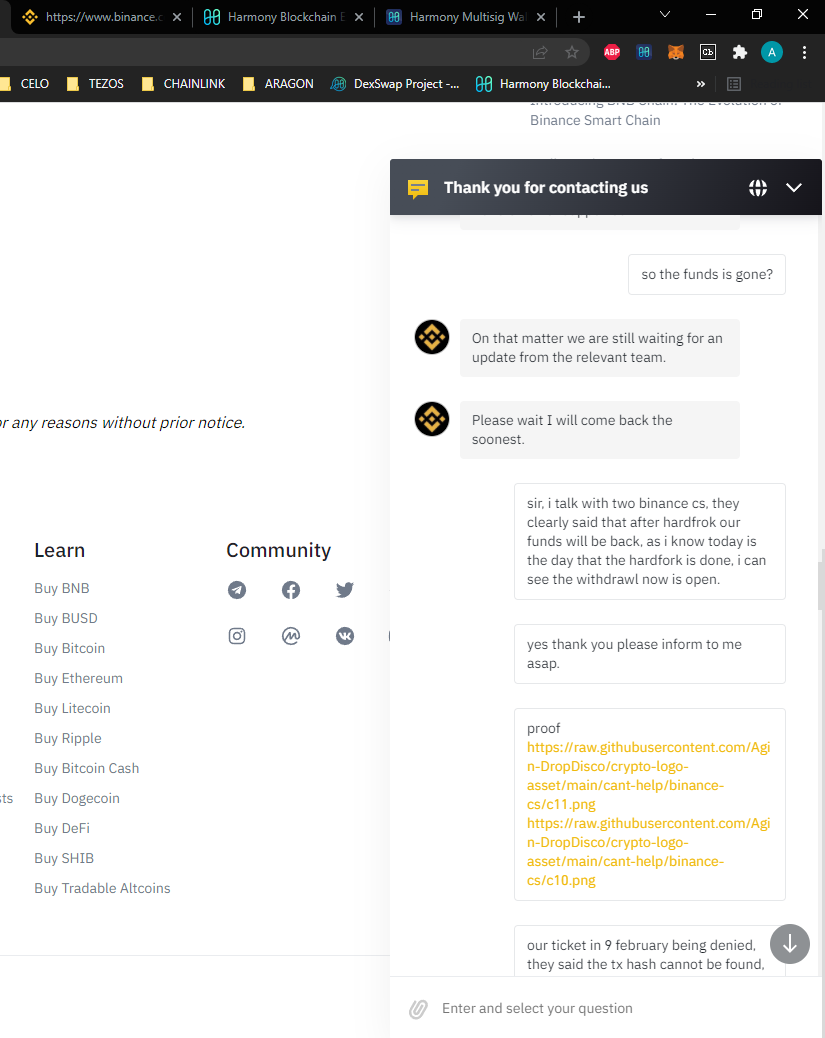 https://www.binance.c
Harmony Blockchain E
Harmony Multisig Wal
ABP
Cb
A
CELO
TEZOS
CHAINLINK
ARAGON
DexSwap Project -...
Harmony Blockchai...
»
Introducing BNB Chain: The Evolution of
Binance Smart Chain
Thank you for contacting us
so the funds is gone?
On that matter we are still waiting for an
update from the relevant team.
Please wait I will come back the
soonest.
sir, i talk with two binance cs, they
clearly said that after hardfrok our
funds will be back, as i know today is
the day that the hardfork is done, i can
see the withdrawl now is open.
yes thank you please inform to me
asap.
proof
https://raw.githubusercontent.com/Agi
n-DropDisco/crypto-logo-
asset/main/cant-help/binance-
cs/c11.png
https://raw.githubusercontent.com/Agi
n-DropDisco/crypto-logo-
asset/main/cant-help/binance-
cs/c10.png
our ticket in 9 february being denied,
they said the tx hash cannot be found,
Enter and select your question
or any reasons without prior notice.
Learn
Buy BNB
Buy BUSD
Buy Bitcoin
Buy Ethereum
Buy Litecoin
Buy Ripple
Buy Bitcoin Cash
Buy Dogecoin
Buy DeFi
Buy SHIB
Buy Tradable Altcoins
Community
sts